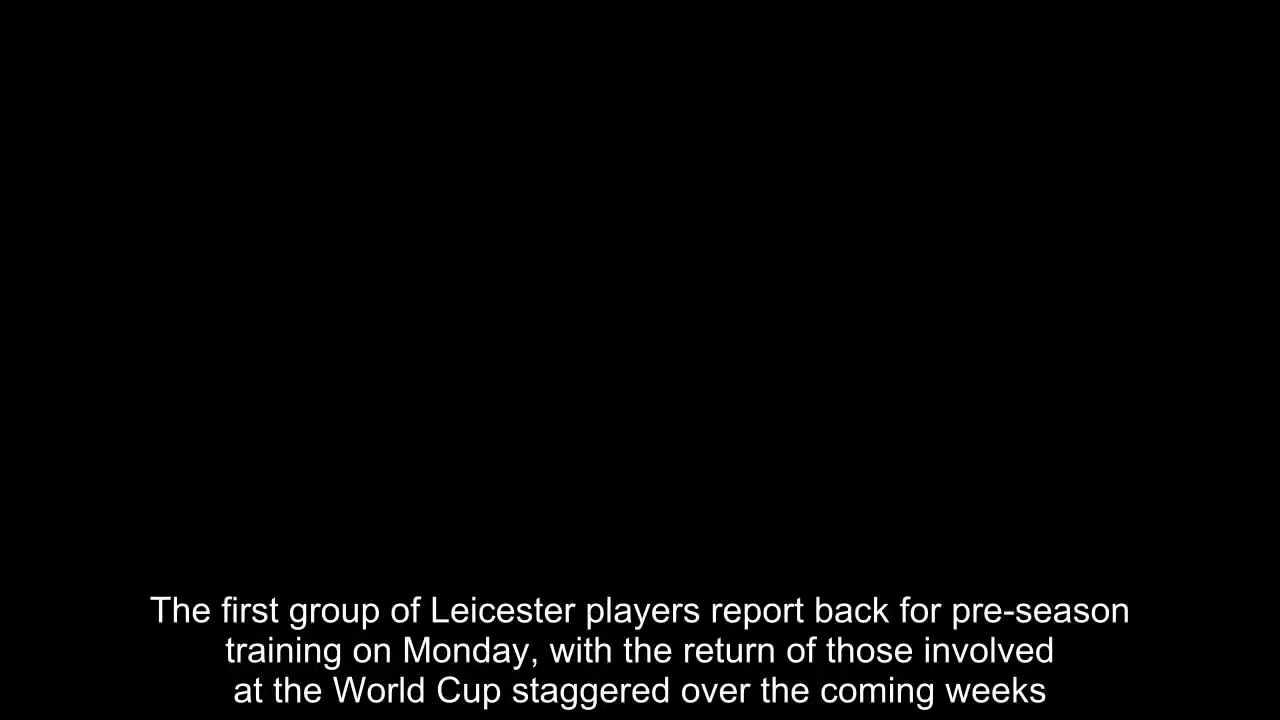 The first group of Leicester players report back for pre-season
training on Monday, with the return of those involved
at the World Cup staggered over the coming weeks